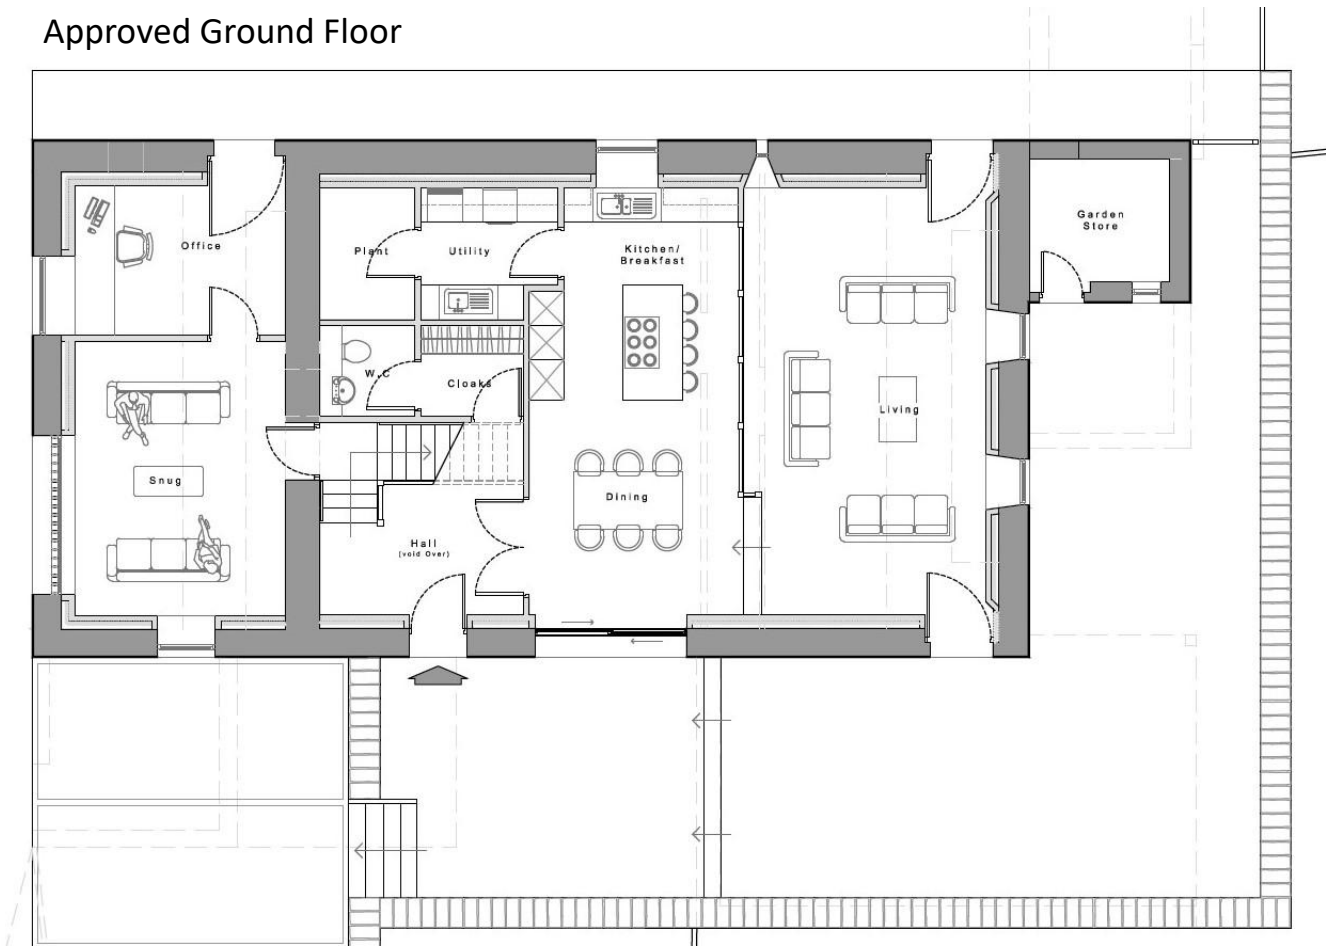 Approved Ground Floor
Office
Plant
Utility
Kitchen/
Breakfast
Garden
Store
W.C
Cloaks
Living
Snug
Dining
Hall
(void Over)